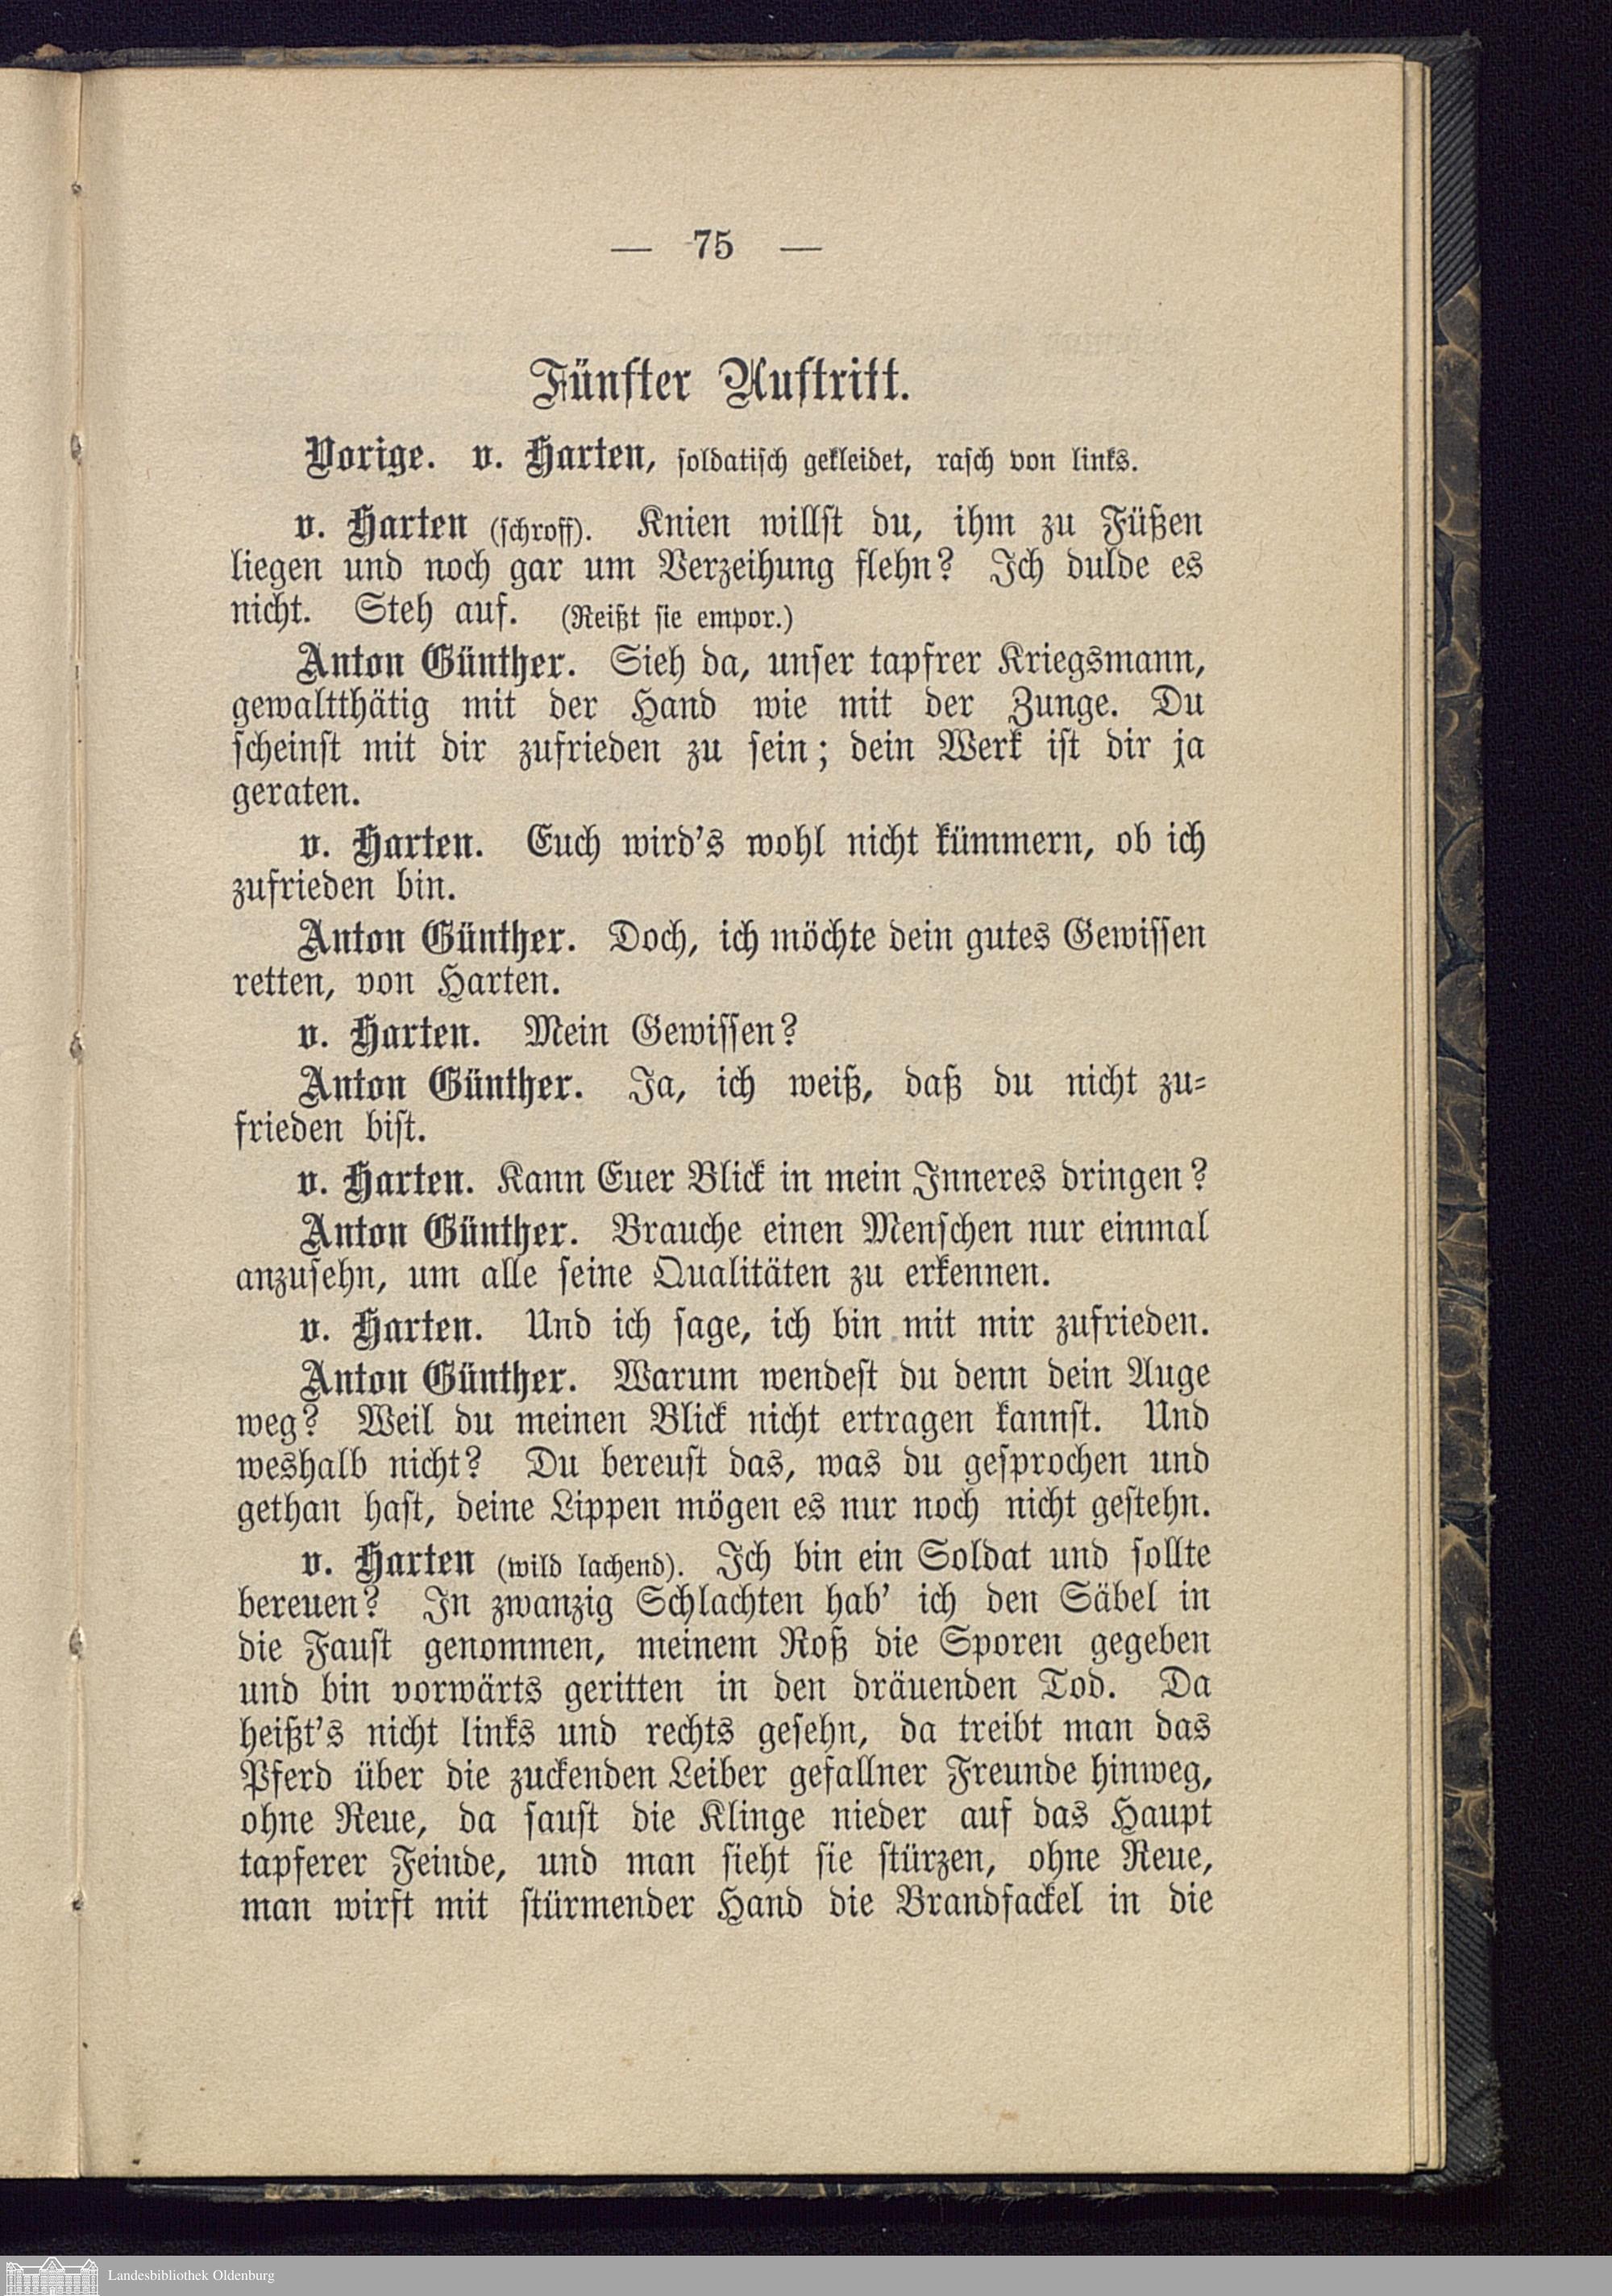 — 75 —
Fünfter Auftritt.
Vorige. v. Harten, soldatisch gekleidet, rasch von links.
v. Harten (schroff). Knien willst du, ihm zu Füßen
liegen und noch gar um Verzeihung flehn? Ich dulde es
nicht. Steh auf. (Reißt sie empor.)
Anton Günther. Sieh da, unser tapfrer Kriegsmann,
gewaltthätig mit der Hand wie mit der Zunge. Du
scheinst mit dir zufrieden zu sein; dein Werk ist dir ja
geraten.
v. Harten. Euch wird's wohl nicht kümmern, ob ich
zufrieden bin.
Anton Günther. Doch, ich möchte dein gutes Gewissen
retten, von Harten.
v. Harten. Mein Gewissen?
Anton Günther. Ja, ich weiß, daß du nicht zu-
frieden bist.
v. Harten. Kann Euer Blick in mein Inneres dringen?
Anton Günther. Brauche einen Menschen nur einmal
anzusehn, um alle seine Qualitäten zu erkennen.
v. Harten. Und ich sage, ich bin mit mir zufrieden.
Anton Günther. Warum wendest du denn dein Auge
weg? Weil du meinen Blick nicht ertragen kannst. Und
weshalb nicht? Du bereust das, was du gesprochen und
gethan hast, deine Lippen mögen es nur noch nicht gestehn.
v. Harten (wild lachend). Ich bin ein Soldat und sollte
bereuen? In zwanzig Schlachten hab' ich den Säbel in
die Faust genommen, meinem Roß die Sporen gegeben
und bin vorwärts geritten in den dräuenden Tod. Da
heißt's nicht links und rechts gesehn, da treibt man das
Pferd über die zuckenden Leiber gefallner Freunde hinweg,
ohne Reue, da saust die Klinge nieder auf das Haupt
tapferer Feinde, und man sieht sie stürzen, ohne Reue,
man wirft mit stürmender Hand die Brandfackel in die
Landesbibliothek Oldenburg